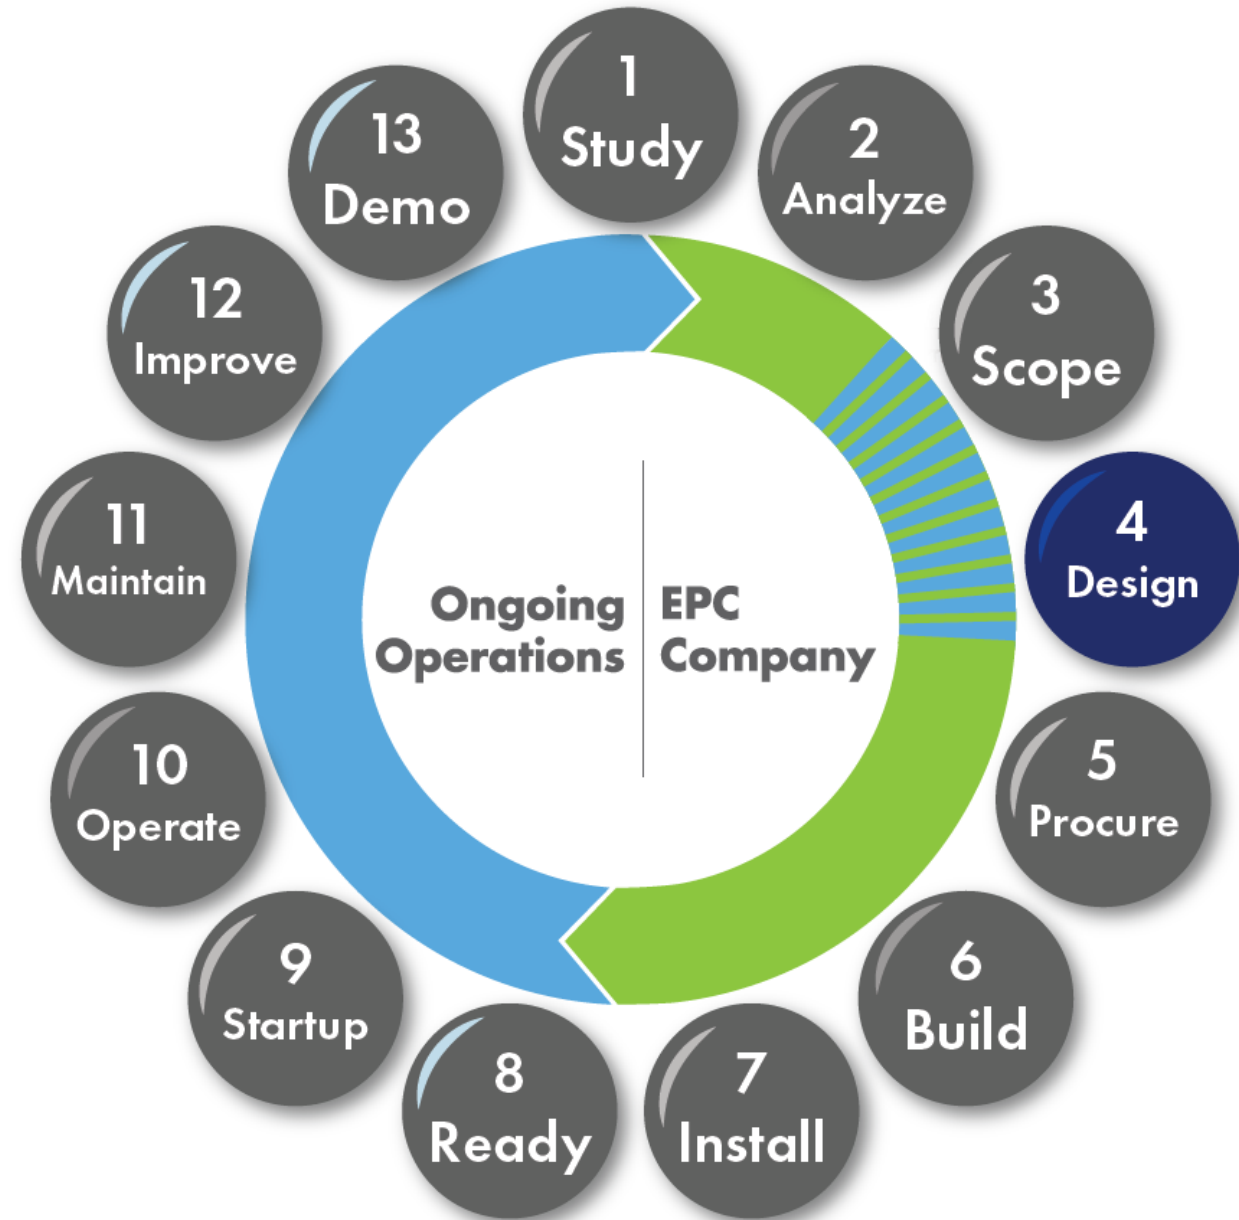 1
Study
2
Analyze
3
Scope
4
Design
5
Procure
6
Build
7
Install
8
Ready
9
Startup
10
Operate
11
Maintain
12
Improve
13
Demo
Ongoing
Operations
EPC
Company